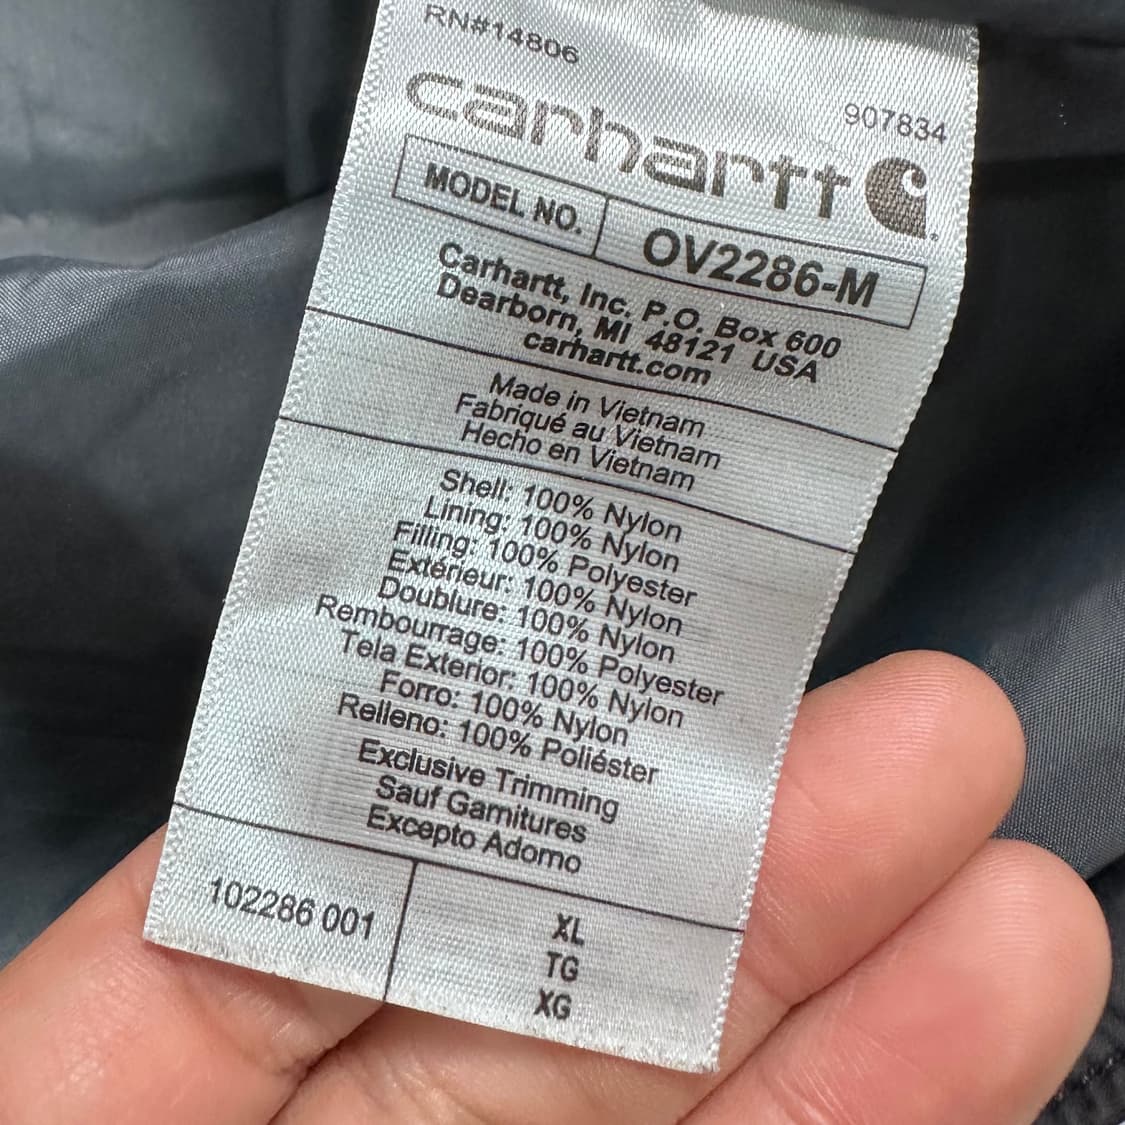 RN#14806
907834
carhartt
MODEL NO. OV2286-M
Carhartt, Inc. P.O. Box 600
Dearborn, MI 48121 USA
carhartt.com
Made in Vietnam
Fabriqué au Vietnam
Hecho en Vietnam
Shell: 100% Nylon
Lining: 100% Nylon
Filling: 100% Polyester
Extérieur: 100% Nylon
Doublure: 100% Nylon
Rembourrage: 100% Polyester
Tela Exterior: 100% Nylon
Forro: 100% Nylon
Relleno: 100% Poliéster
Exclusive Trimming
Sauf Garnitures
Excepto Adorno
102286 001
XL
TG
XG